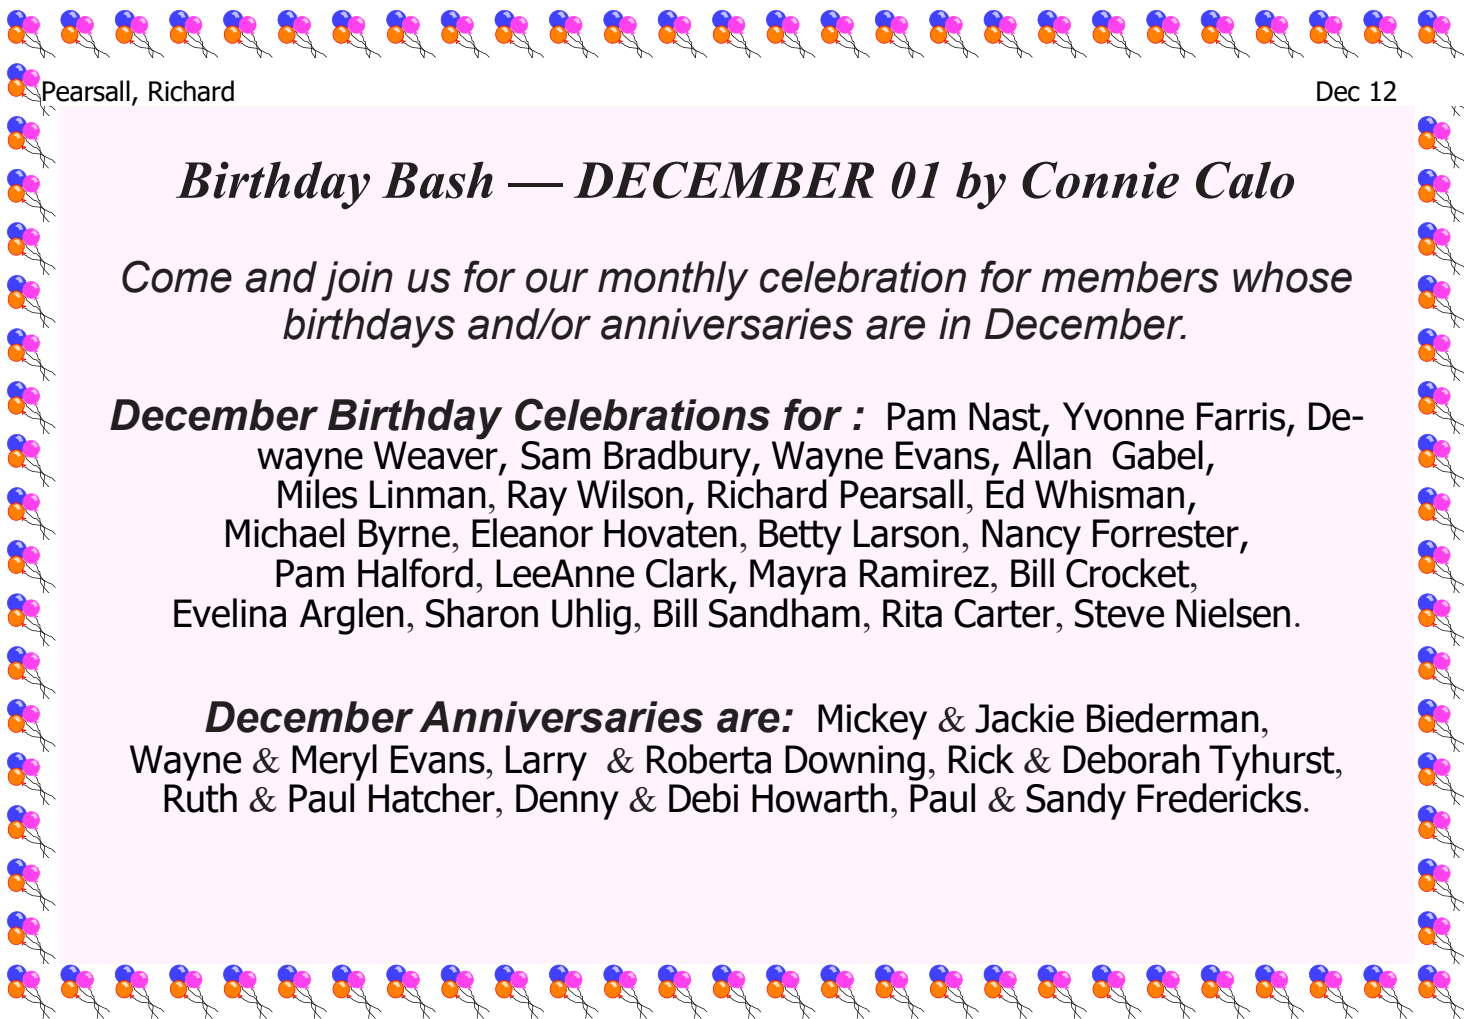 Pearsall, Richard Dec 12
Birthday Bash — DECEMBER 01 by Connie Calo
Come and join us for our monthly celebration for members whose
birthdays and/or anniversaries are in December.
December Birthday Celebrations for : Pam Nast, Yvonne Farris, De-
wayne Weaver, Sam Bradbury, Wayne Evans, Allan Gabel,
Miles Linman, Ray Wilson, Richard Pearsall, Ed Whisman,
Michael Byrne, Eleanor Hovaten, Betty Larson, Nancy Forrester,
Pam Halford, LeeAnne Clark, Mayra Ramirez, Bill Crocket,
Evelina Arglen, Sharon Uhlig, Bill Sandham, Rita Carter, Steve Nielsen.
December Anniversaries are: Mickey & Jackie Biederman,
Wayne & Meryl Evans, Larry & Roberta Downing, Rick & Deborah Tyhurst,
Ruth & Paul Hatcher, Denny & Debi Howarth, Paul & Sandy Fredericks.